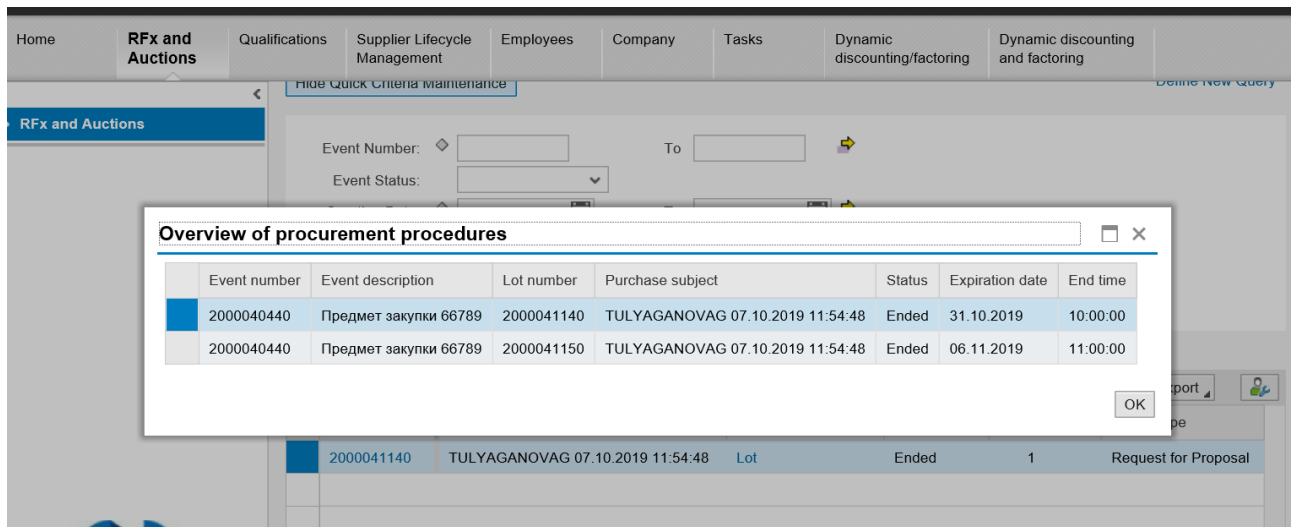 Home RFx and Auctions Qualifications Supplier Lifecycle Management Employees Company Tasks Dynamic discounting/factoring Dynamic discounting and factoring
Hide Quick Criteria Maintenance Define New Query
RFx and Auctions
Event Number: To
Event Status:
Overview of procurement procedures
Event number Event description Lot number Purchase subject Status Expiration date End time
2000040440 Предмет закупки 66789 2000041140 TULYAGANOVAG 07.10.2019 11:54:48 Ended 31.10.2019 10:00:00
2000040440 Предмет закупки 66789 2000041150 TULYAGANOVAG 07.10.2019 11:54:48 Ended 06.11.2019 11:00:00
OK
2000041140 TULYAGANOVAG 07.10.2019 11:54:48 Lot Ended 1 Request for Proposal